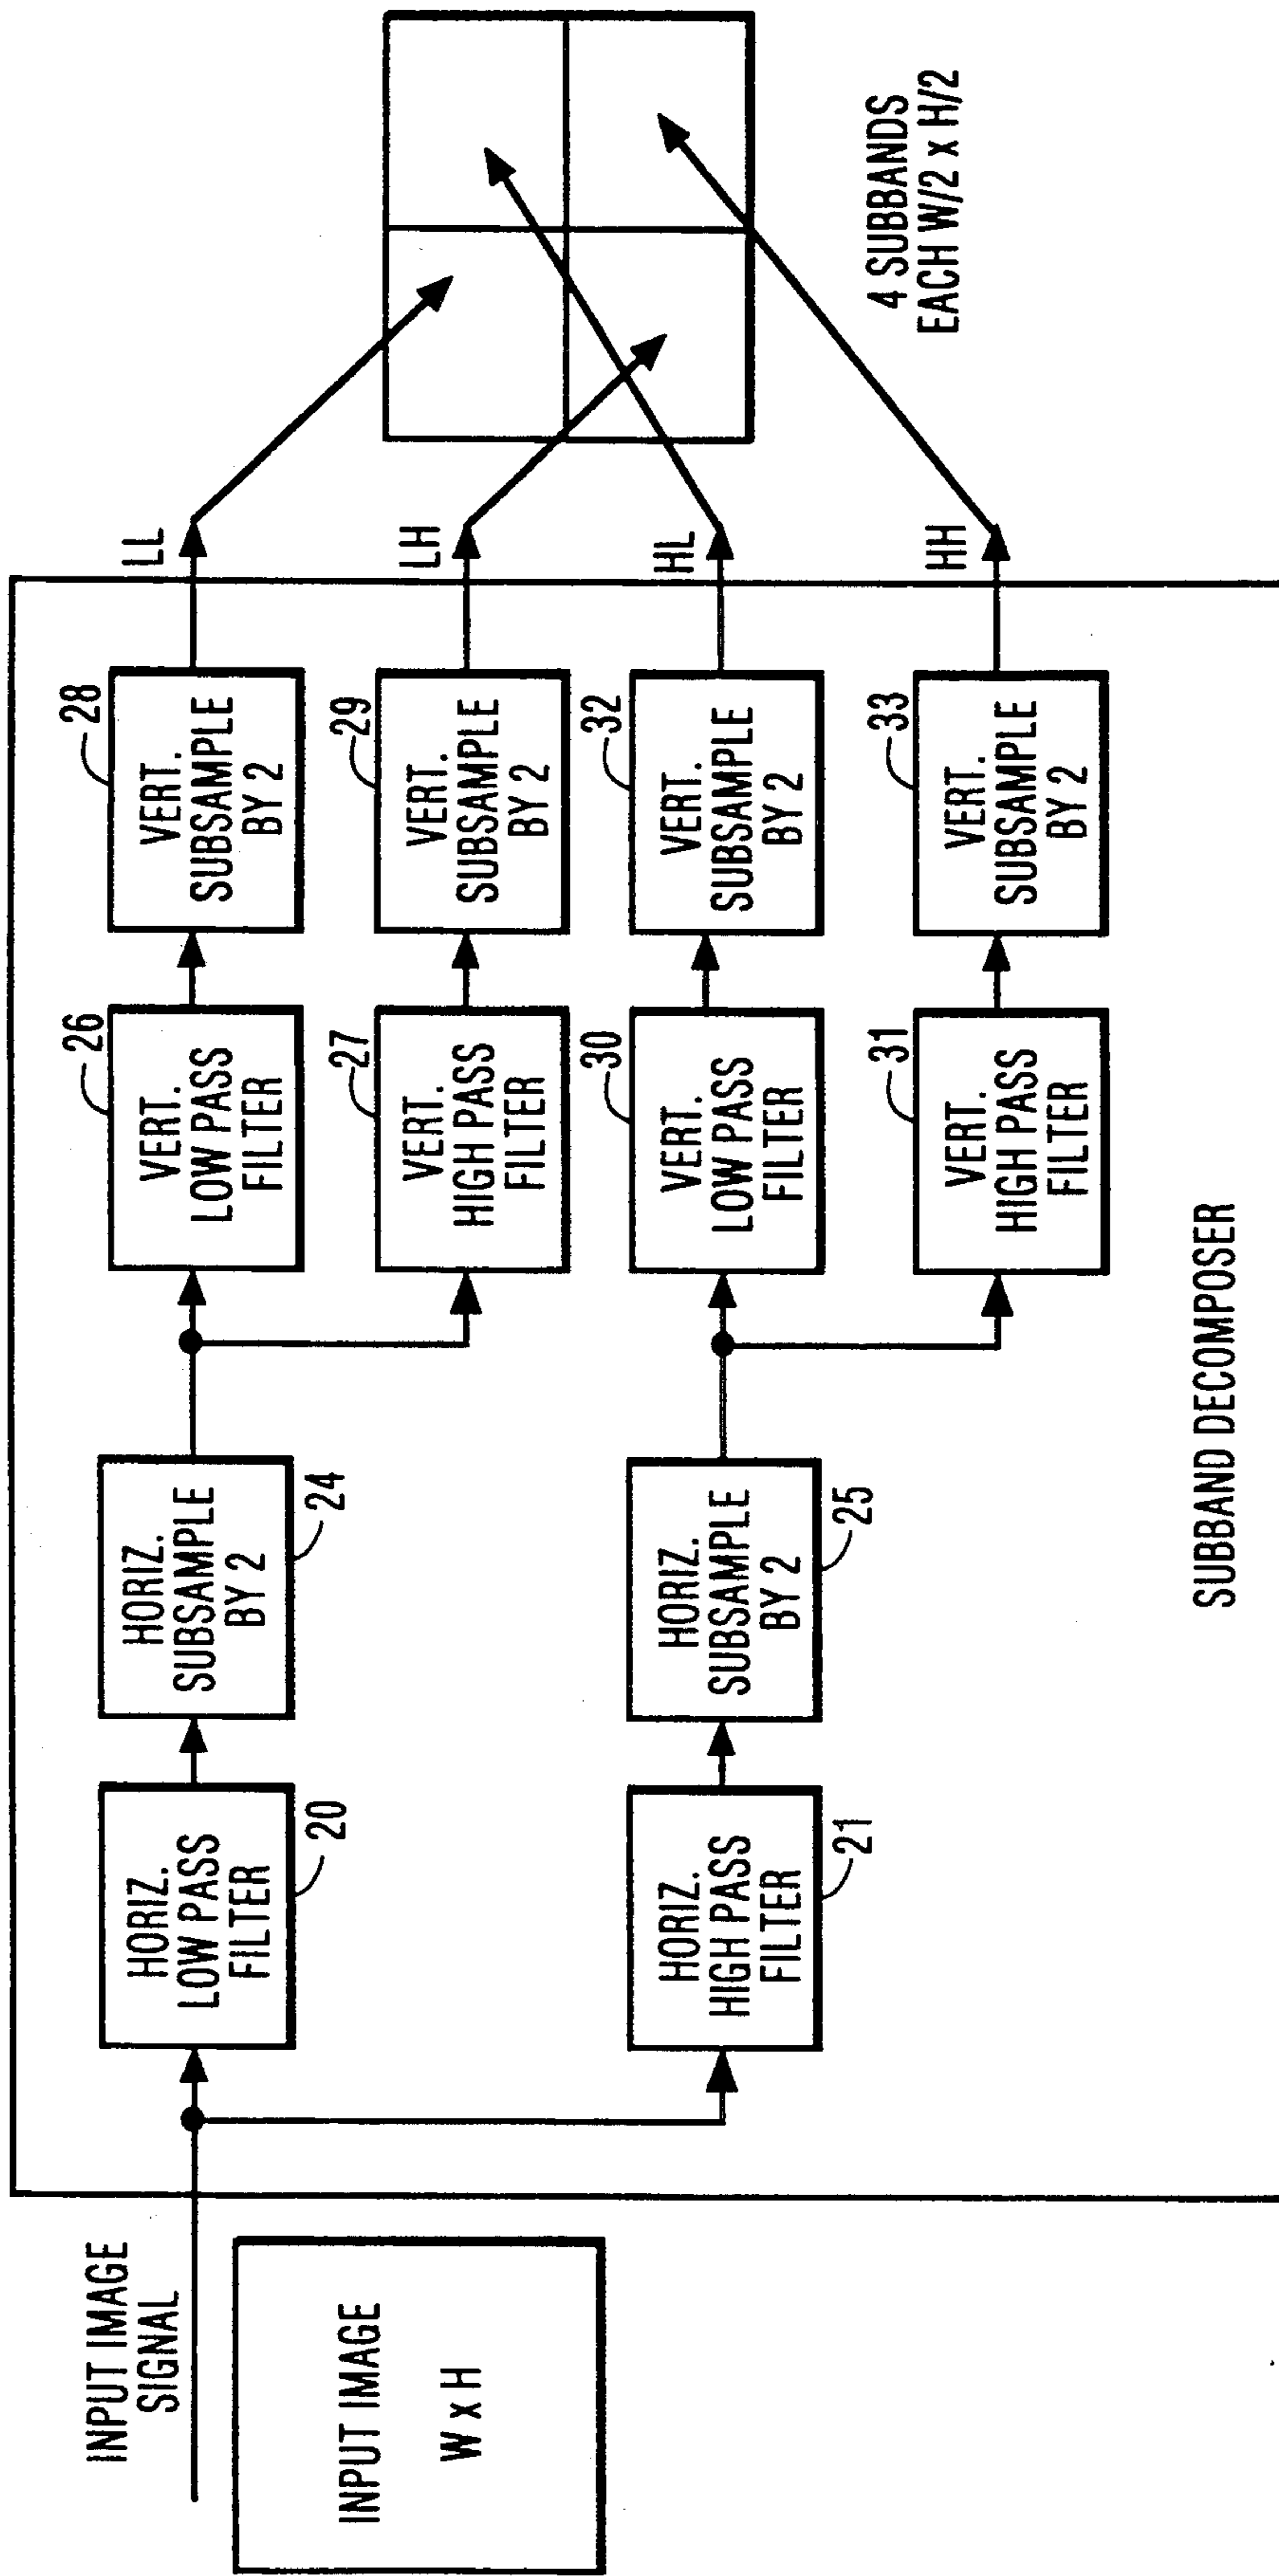 INPUT IMAGE
SIGNAL
INPUT IMAGE
W x H
HORIZ.
LOW PASS
FILTER
20
HORIZ.
SUBSAMPLE
BY 2
24
HORIZ.
HIGH PASS
FILTER
21
HORIZ.
SUBSAMPLE
BY 2
25
VERT.
LOW PASS
FILTER
26
VERT.
SUBSAMPLE
BY 2
28
LL
VERT.
HIGH PASS
FILTER
27
VERT.
SUBSAMPLE
BY 2
29
LH
VERT.
LOW PASS
FILTER
30
VERT.
SUBSAMPLE
BY 2
32
HL
VERT.
HIGH PASS
FILTER
31
VERT.
SUBSAMPLE
BY 2
33
HH
4 SUBBANDS
EACH W/2 x H/2
SUBBAND DECOMPOSER